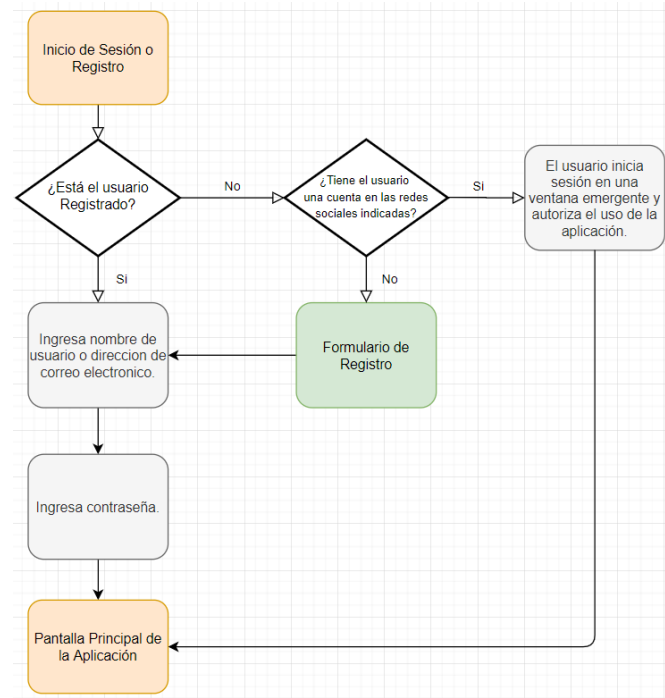 Inicio de Sesión o
Registro
¿Está el usuario
Registrado?
No
¿Tiene el usuario
una cuenta en las redes
sociales indicadas?
Si
El usuario inicia
sesión en una
ventana emergente y
autoriza el uso de la
aplicación.
Si
No
Ingresa nombre de
usuario o direccion de
correo electronico.
Formulario de
Registro
Ingresa contraseña.
Pantalla Principal de
la Aplicación